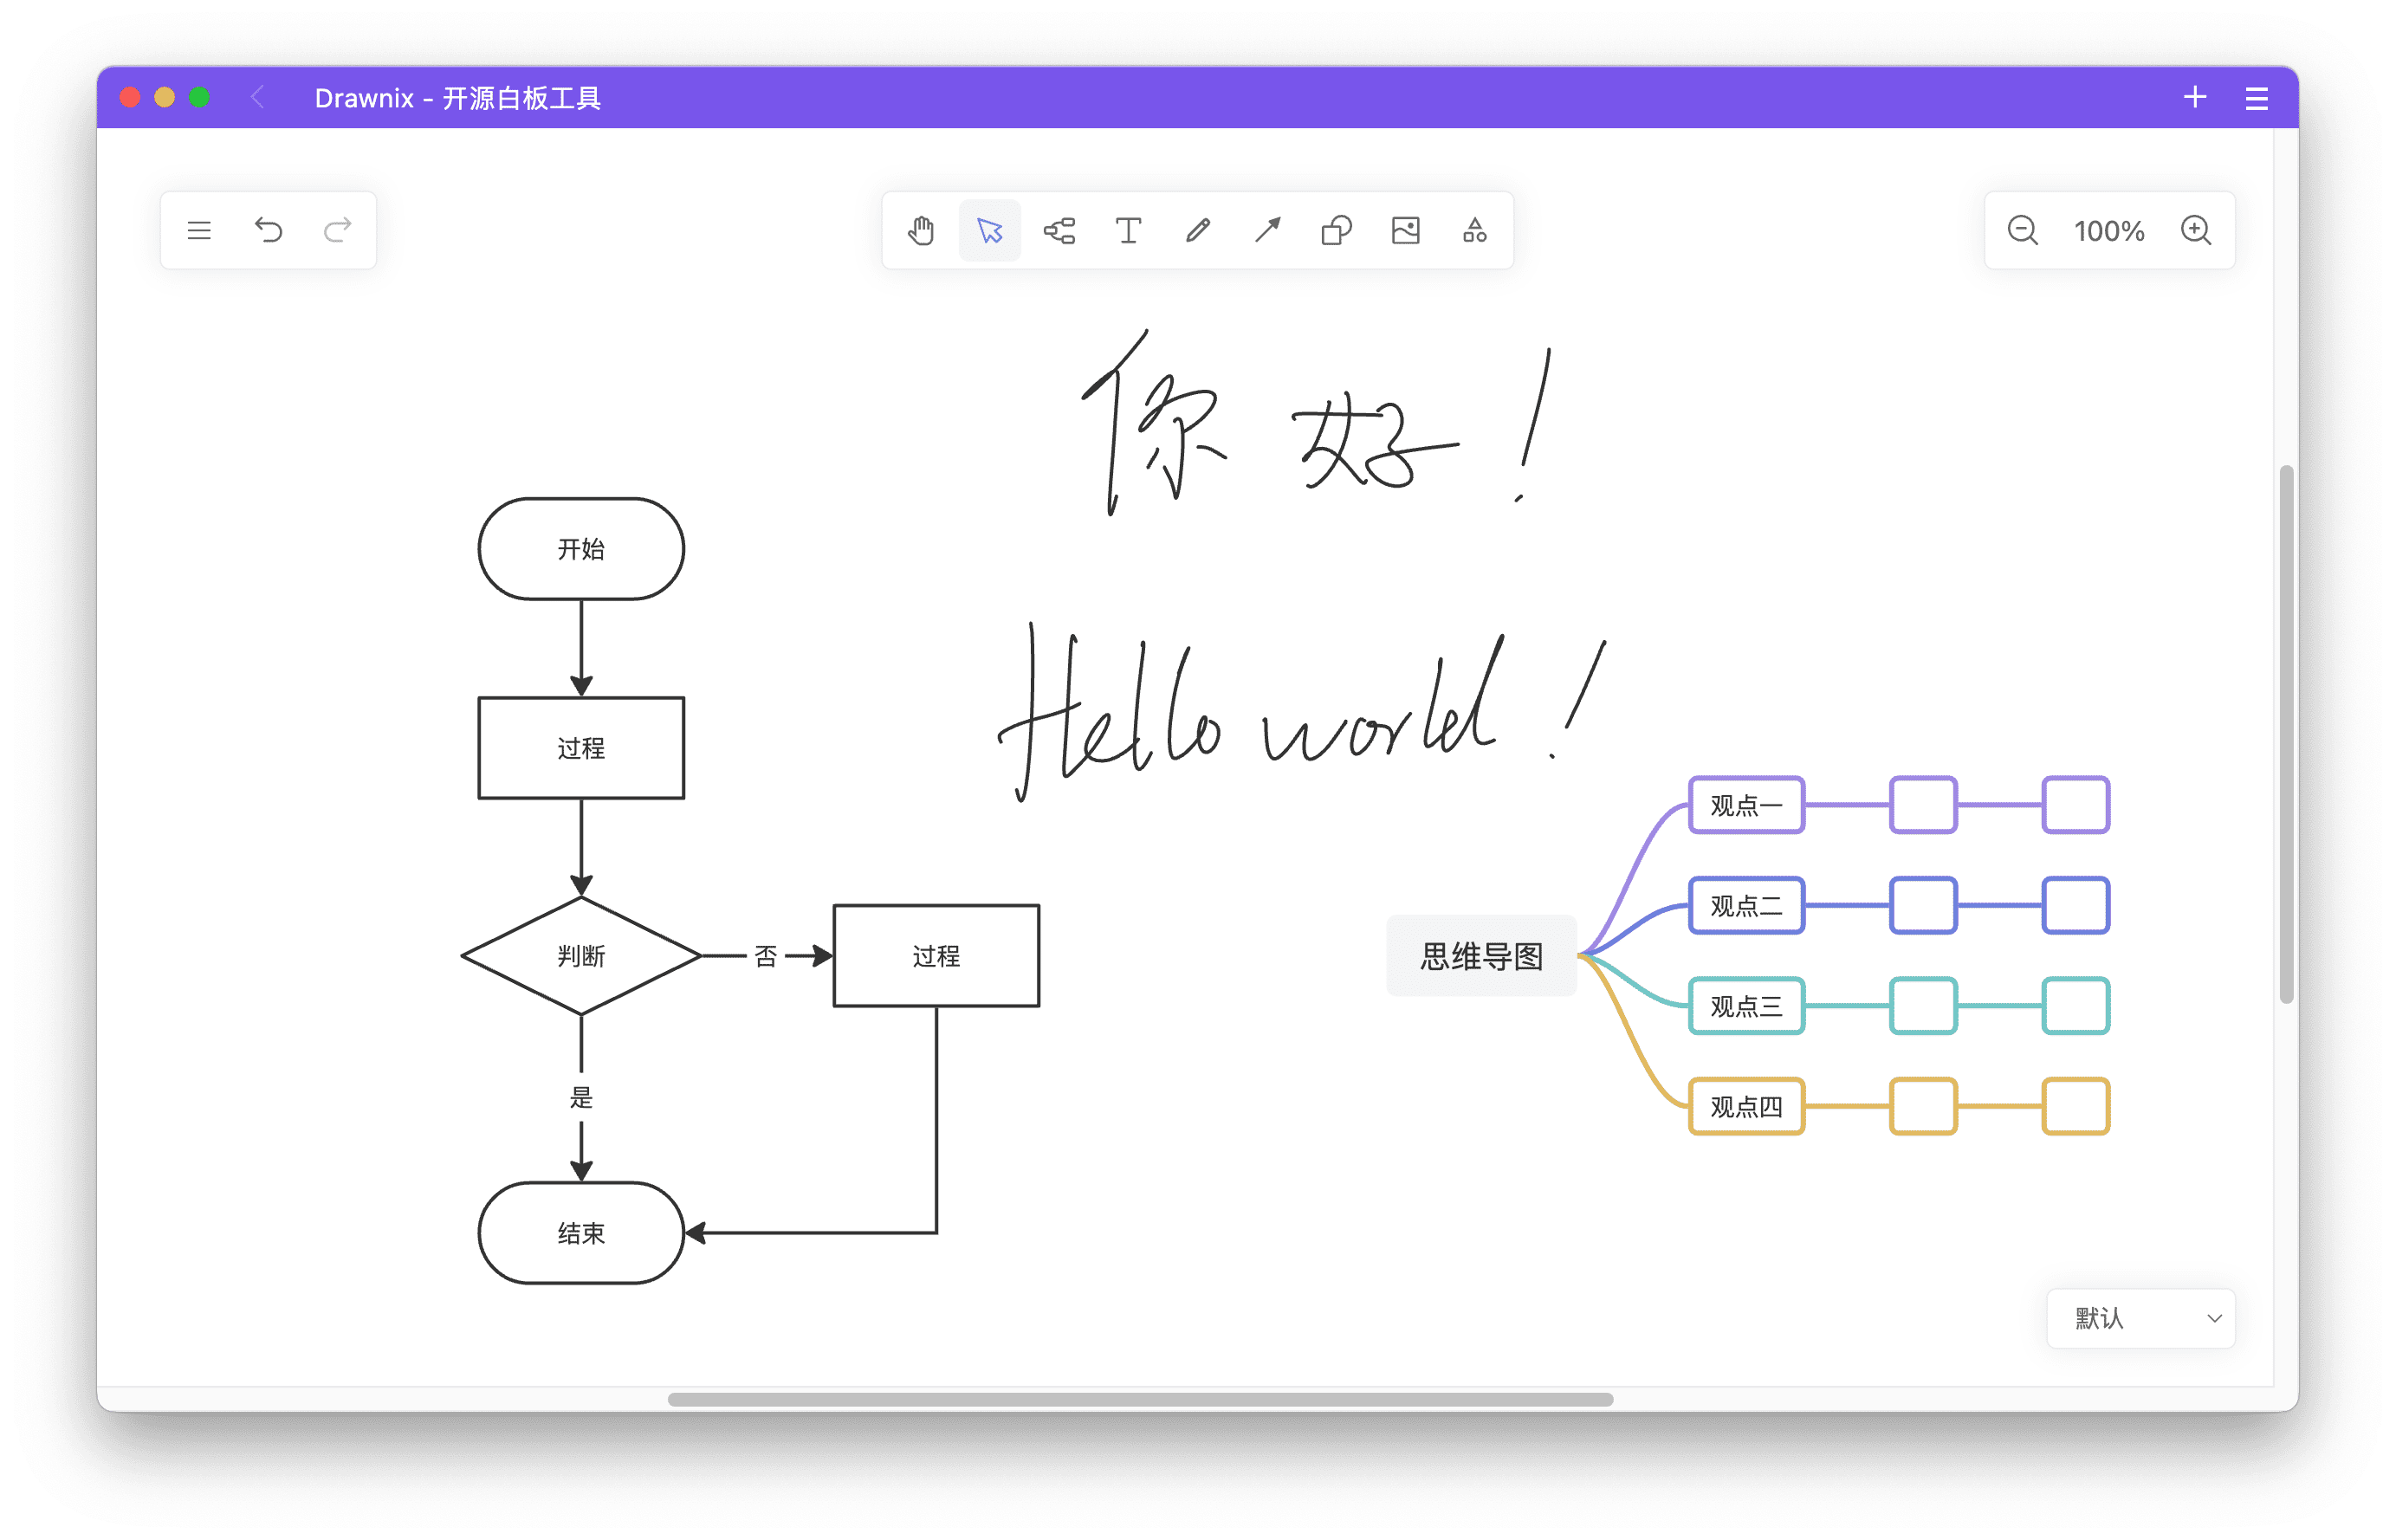 Drawnix - 开源白板工具
100%
你好!
Hello world!
开始
过程
判断
否
过程
是
结束
思维导图
观点一
观点二
观点三
观点四
默认